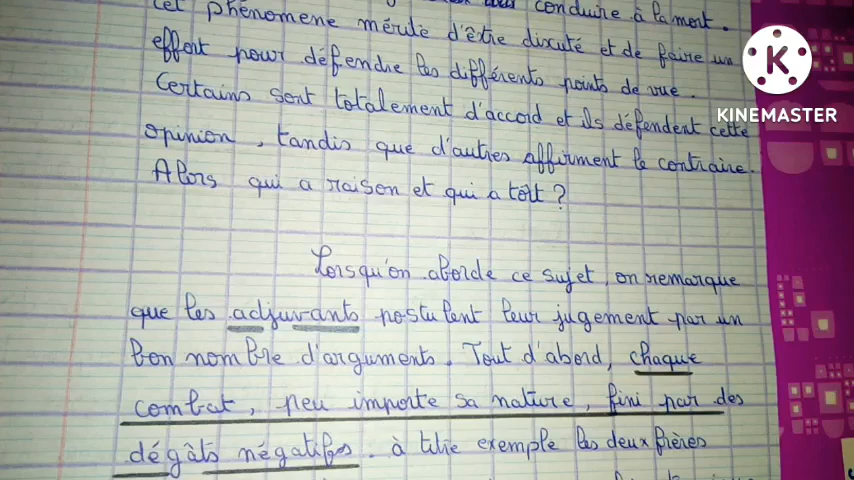 cet phénomène mérite d'être discuté et de faire un
conduire à la mort.
effort pour défendre les différents points de vue.
Certains sont totalement d'accord et ils défendent cette
opinion, tandis que d'autres affirment le contraire.
Alors qui a raison et qui a tort ?
Lorsqu'on aborde ce sujet, on remarque
que les adjuvants postulent leur jugement par un
bon nombre d'arguments. Tout d'abord, chaque
combat, peu importe sa nature, fini par des
dégâts négatifs. à titre exemple les deux frères
K
KINEMASTER